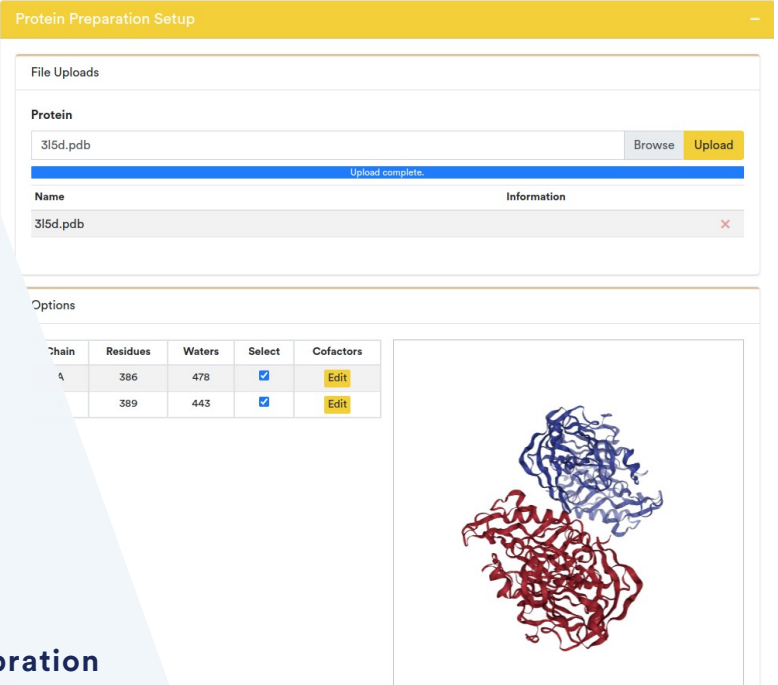 Protein Preparation Setup
File Uploads
Protein
3l5d.pdb
Browse Upload
Upload complete.
Name Information
3l5d.pdb
Options
Chain Residues Waters Select Cofactors
A 386 478 Edit
389 443 Edit